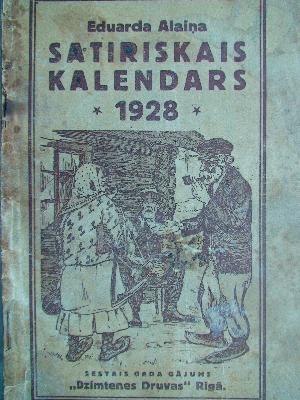 Eduarda Alaiņa
SATIRISKAIS
KALENDARS
* 1928 *
SESTAIS GADA GĀJUMS
„Dzimtenes Druvas" Rīgā.